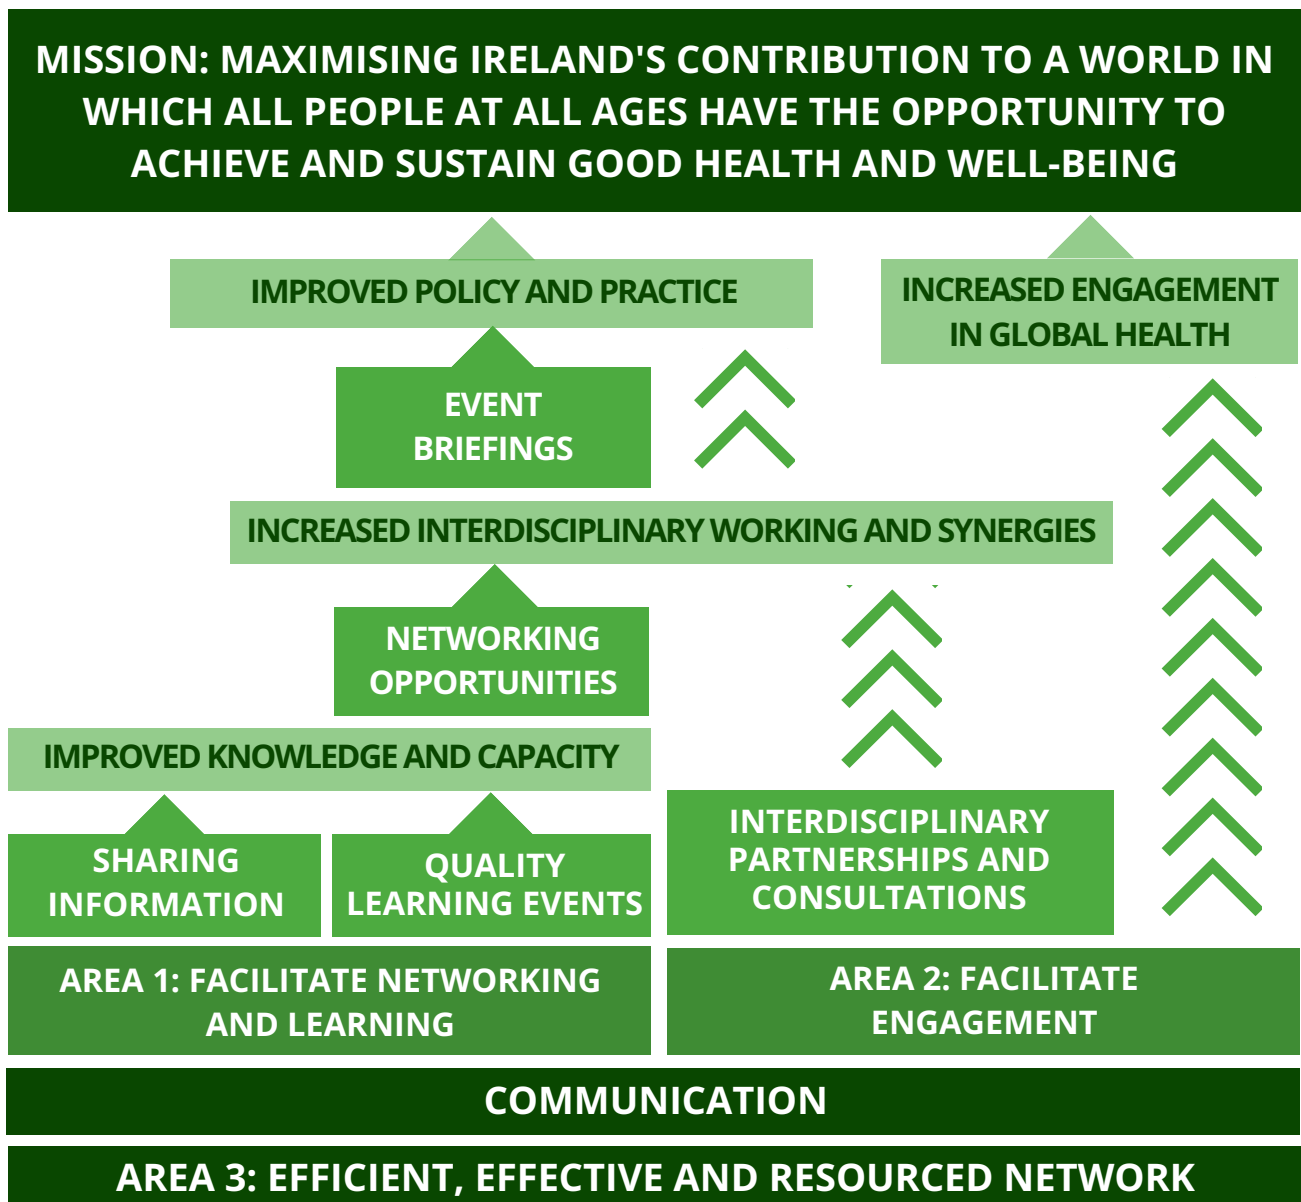 MISSION: MAXIMISING IRELAND'S CONTRIBUTION TO A WORLD IN
WHICH ALL PEOPLE AT ALL AGES HAVE THE OPPORTUNITY TO
ACHIEVE AND SUSTAIN GOOD HEALTH AND WELL-BEING
IMPROVED POLICY AND PRACTICE
INCREASED ENGAGEMENT
IN GLOBAL HEALTH
EVENT
BRIEFINGS
INCREASED INTERDISCIPLINARY WORKING AND SYNERGIES
NETWORKING
OPPORTUNITIES
IMPROVED KNOWLEDGE AND CAPACITY
SHARING
INFORMATION
QUALITY
LEARNING EVENTS
INTERDISCIPLINARY
PARTNERSHIPS AND
CONSULTATIONS
AREA 1: FACILITATE NETWORKING
AND LEARNING
AREA 2: FACILITATE
ENGAGEMENT
COMMUNICATION
AREA 3: EFFICIENT, EFFECTIVE AND RESOURCED NETWORK